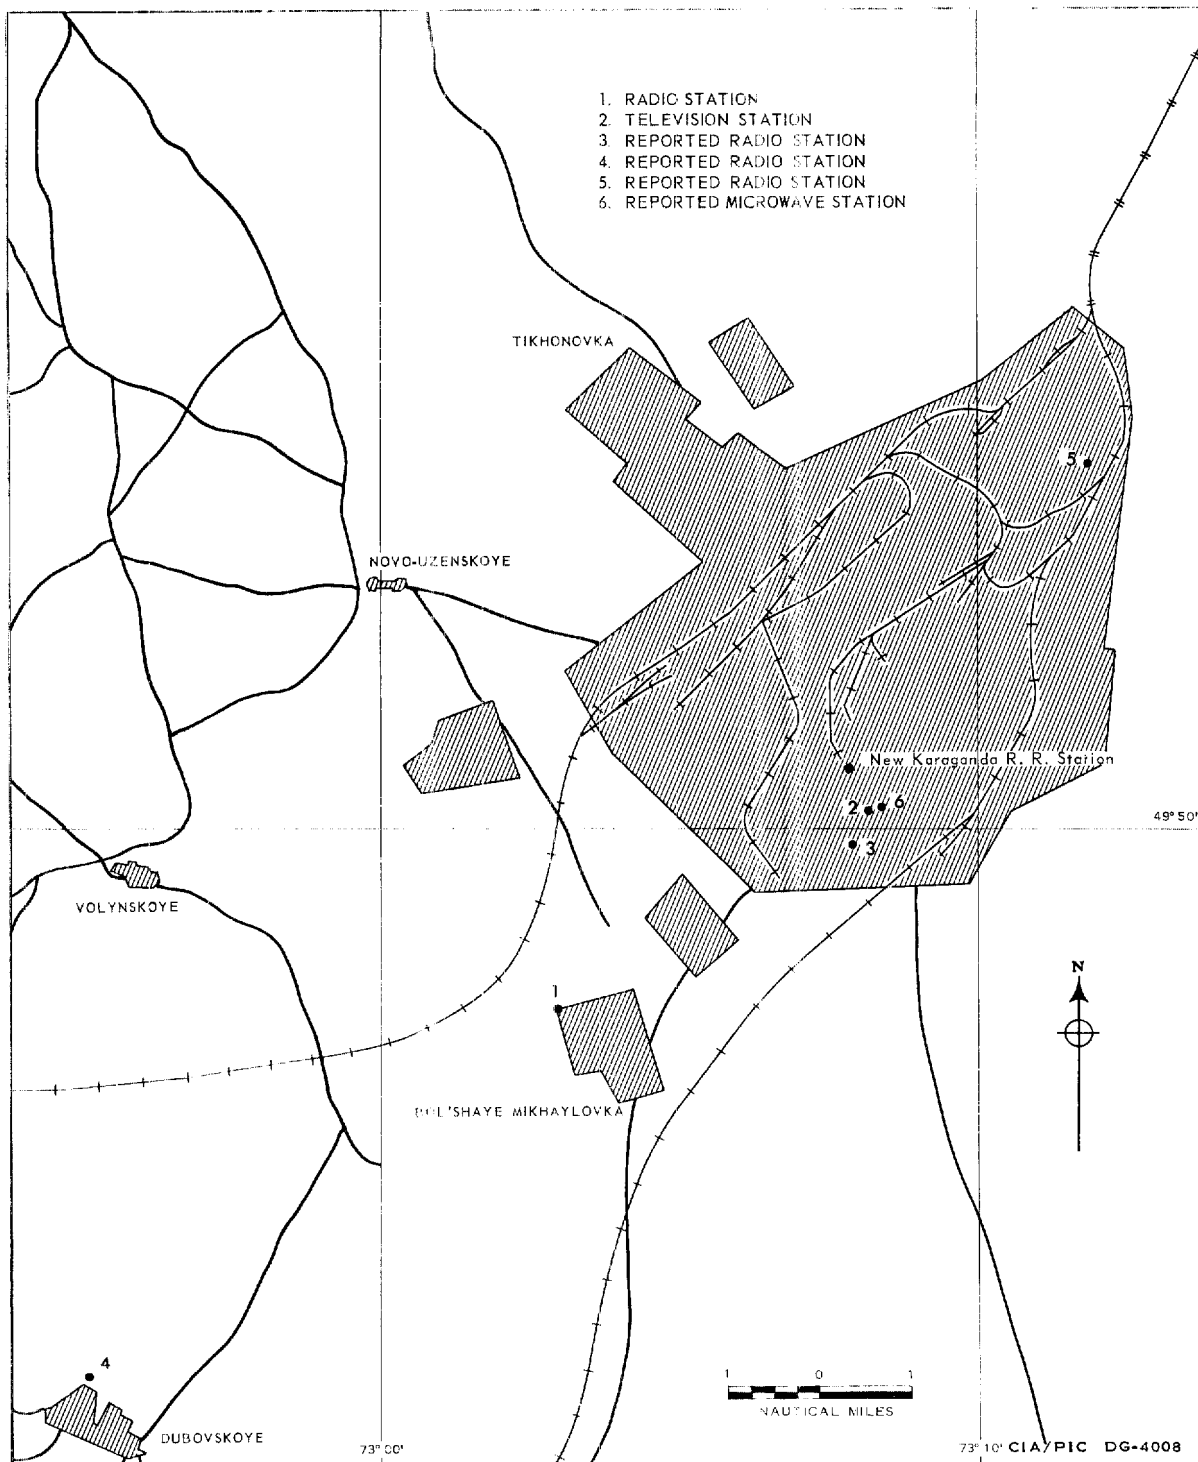 1. RADIO STATION
2. TELEVISION STATION
3. REPORTED RADIO STATION
4. REPORTED RADIO STATION
5. REPORTED RADIO STATION
6. REPORTED MICROWAVE STATION
TIKHONOVKA
5
NOVO-UZENSKOYE
New Karaganda R. R. Station
2 6
49° 50'
3
VOLYNSKOYE
N
1
BOL'SHAYE MIKHAYLOVKA
4
1 0 1
NAUTICAL MILES
DUBOVSKOYE
73° 00'
73° 10' CIA/PIC DG-4008